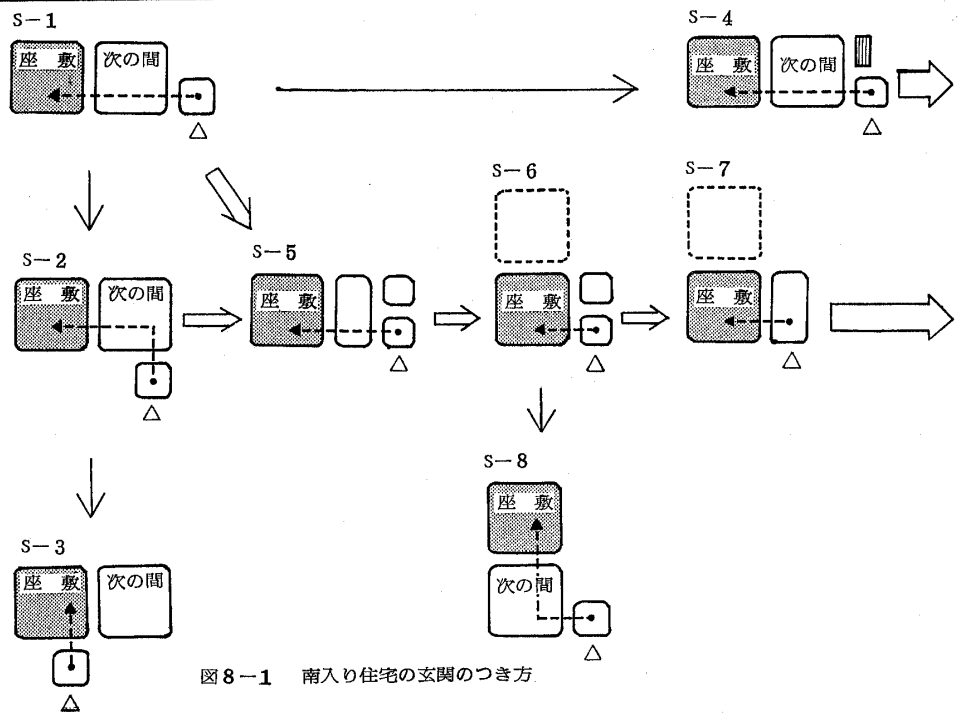 S-1
座敷
次の間
S-4
座敷
次の間
S-6
S-7
S-2
座敷
次の間
S-5
座敷
座敷
座敷
S-8
座敷
次の間
S-3
座敷
次の間
図8-1 南入り住宅の玄関のつき方